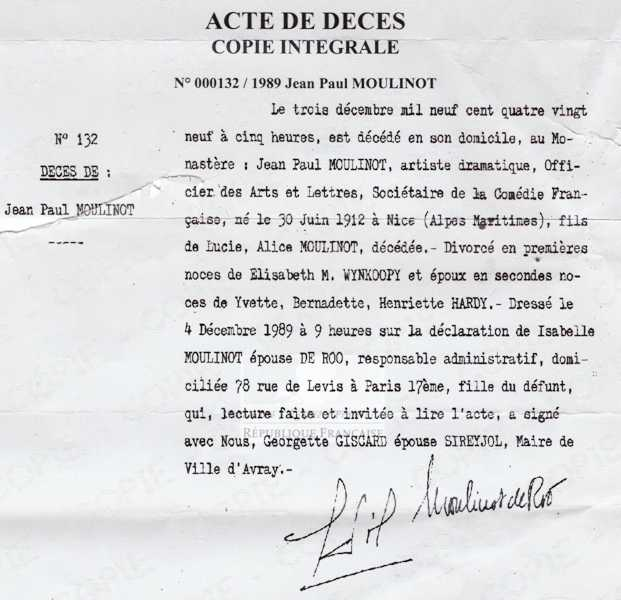 ACTE DE DECES
COPIE INTEGRALE
N° 000132 / 1989 Jean Paul MOULINOT
Nº 132
DECES DE :
Jean Paul MOULINOT
-----
Le trois décembre mil neuf cent quatre vingt
neuf à cinq heures, est décédé en son domicile, au Mo-
nastère : Jean Paul MOULINOT, artiste dramatique, Offi-
cier des Arts et Lettres, Sociétaire de la Comédie Fran-
çaise, né le 30 Juin 1912 à Nice (Alpes Maritimes), fils
de Lucie, Alice MOULINOT, décédée.- Divorcé en premières
noces de Elisabeth M. WYNKOOPY et époux en secondes no-
ces de Yvette, Bernadette, Henriette HARDY.- Dressé le
4 Décembre 1989 à 9 heures sur la déclaration de Isabelle
MOULINOT épouse DE ROO, responsable administratif, domi-
ciliée 78 rue de Levis à Paris 17ème, fille du défunt,
qui, lecture faite et invitée à lire l'acte, a signé
RÉPUBLIQUE FRANÇAISE
avec Nous, Georgette GISCARD épouse SIREYJOL, Maire de
Ville d'Avray.-
Moulinot de Roo
COPIE